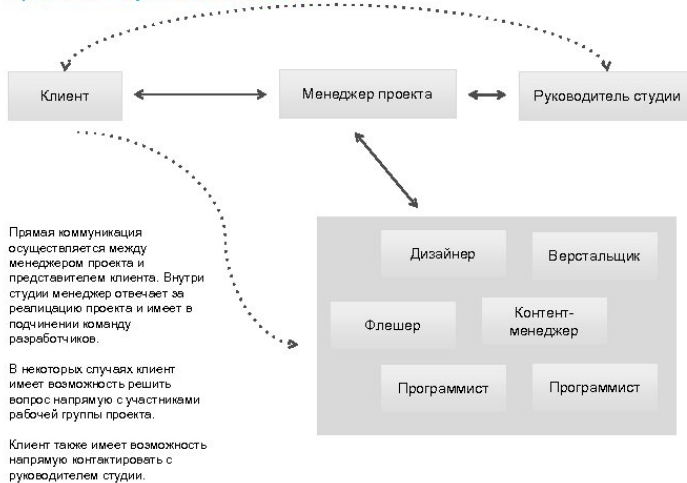 Клиент
Менеджер проекта
Руководитель студии
Прямая коммуникация
осуществляется между
менеджером проекта и
представителем клиента. Внутри
студии менеджер отвечает за
реалицацию проекта и имеет в
подчинении команду
разработчиков.
В некоторых случаях клиент
имеет возможность решить
вопрос напрямую с участниками
рабочей группы проекта.
Клиент также имеет возможность
напрямую контактировать с
руководителем студии.
Дизайнер
Верстальщик
Флешер
Контент-
менеджер
Программист
Программист